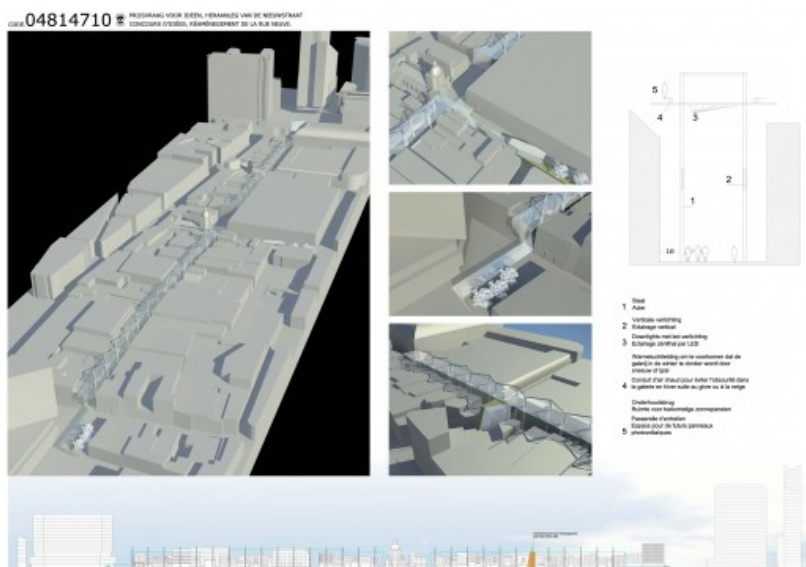 CODE 04814710
PRIJSVRAAG VOOR IDEEN, HERAANLEG VAN DE NIEUWSTRAAT
CONCOURS D'IDÉES, RÉAMÉNAGEMENT DE LA RUE NEUVE.
5
4
3
2
1
1 Staal
Acier
Verticale verlichting
2 Eclairage vertical
Downlights met led verlichting
3 Eclairage zénithal par LED
Warmeluchtleiding om te voorkomen dat de
galerij in de winter te donker wordt door
sneeuw of ijzel
Conduit d'air chaud pour éviter l'obscurité dans
4 la galerie en hiver suite au givre ou à la neige
Onderhoudsbrug
Ruimte voor toekomstige zonnepanelen
Passerelle d'entretien
Espace pour de futurs panneaux
5 photovoltaïques